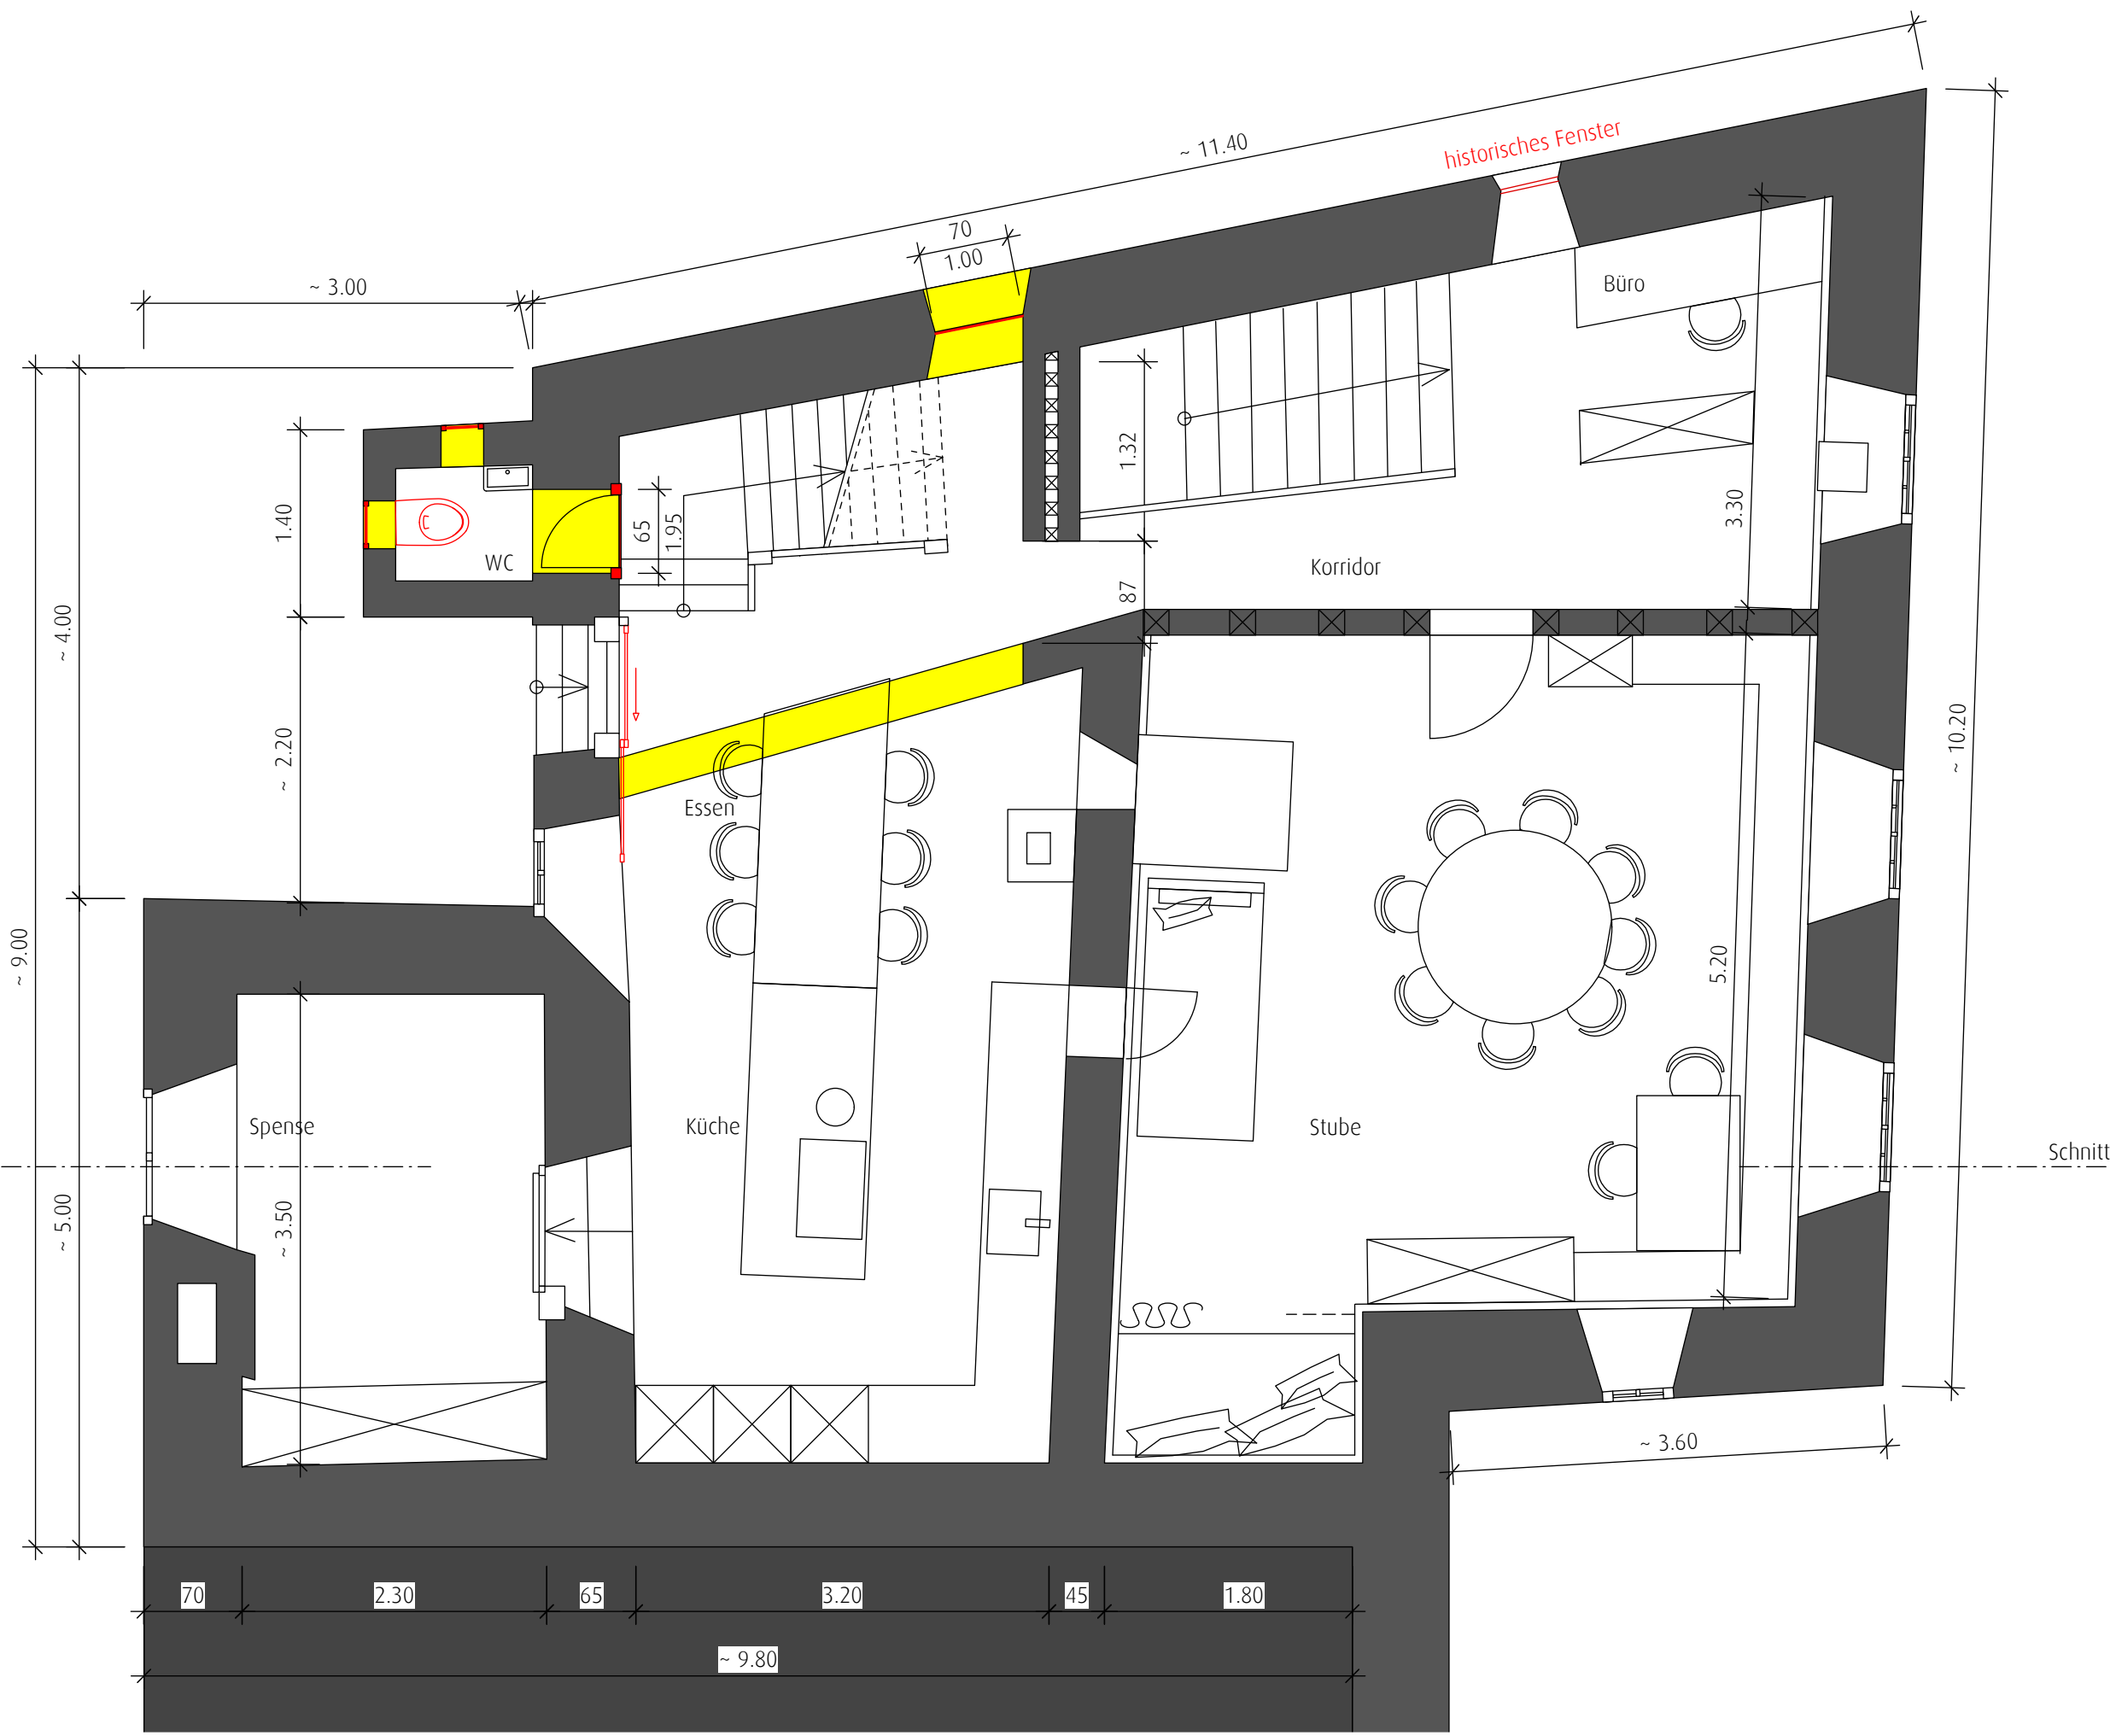 ~ 11.40
historisches Fenster
70
1.00
~ 3.00
Büro
1.32
3.30
1.40
65
1.95
WC
Korridor
87
~ 4.00
~ 2.20
~ 10.20
Essen
~ 9.00
5.20
Spense
Küche
Stube
Schnitt
~ 5.00
~ 3.50
~ 3.60
70
2.30
65
3.20
45
1.80
~ 9.80